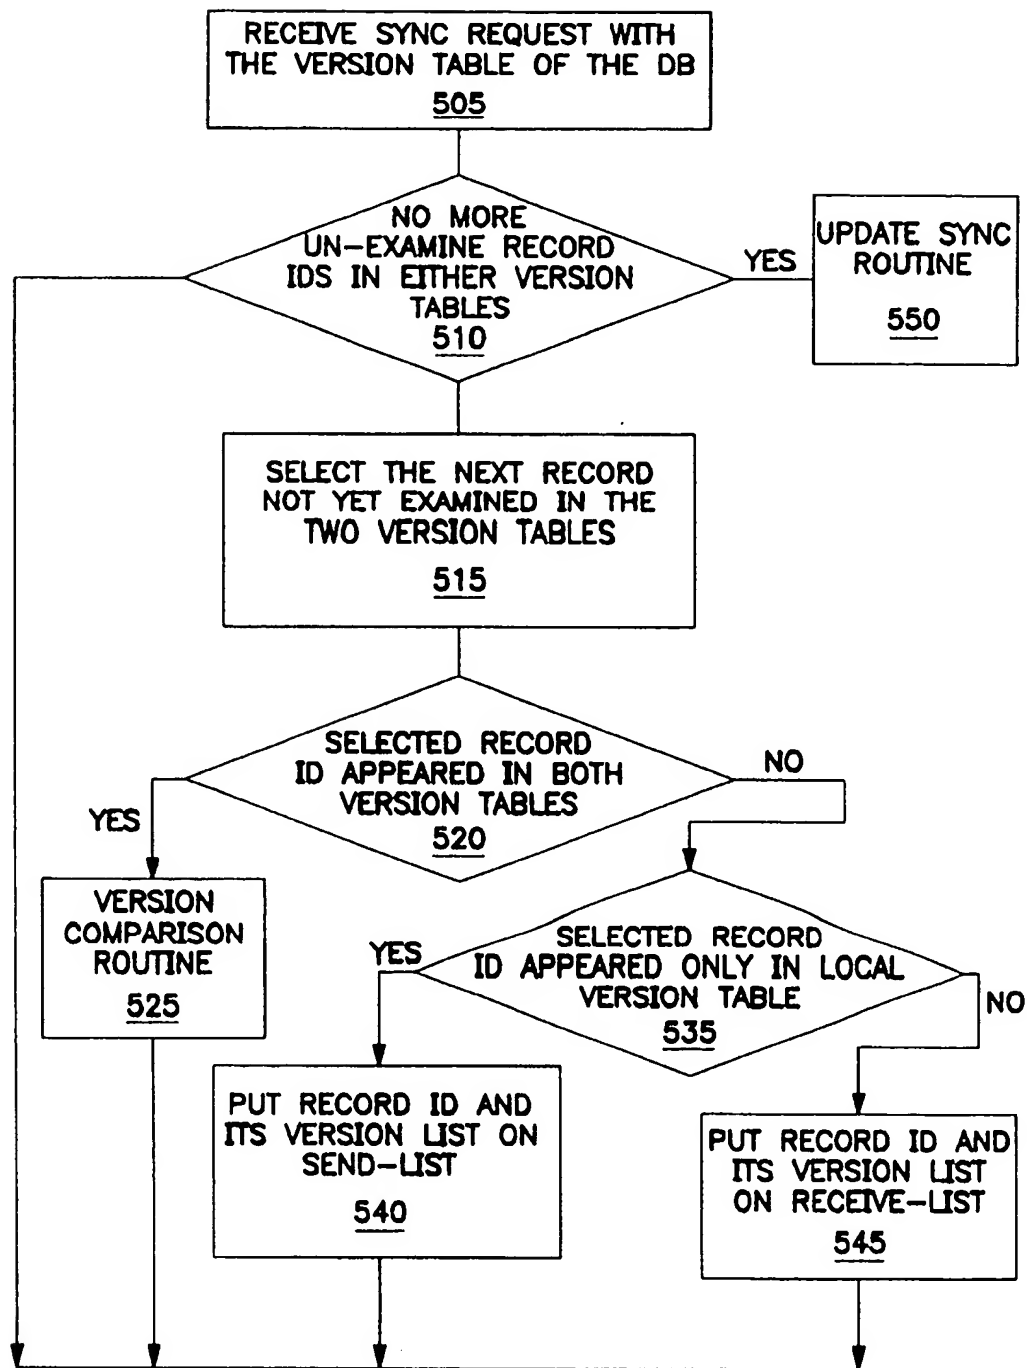 RECEIVE SYNC REQUEST WITH
THE VERSION TABLE OF THE DB
505
NO MORE
UN-EXAMINE RECORD
IDS IN EITHER VERSION
TABLES
510
YES
UPDATE SYNC
ROUTINE
550
SELECT THE NEXT RECORD
NOT YET EXAMINED IN THE
TWO VERSION TABLES
515
SELECTED RECORD
ID APPEARED IN BOTH
VERSION TABLES
520
NO
YES
VERSION
COMPARISON
ROUTINE
525
SELECTED RECORD
ID APPEARED ONLY IN LOCAL
VERSION TABLE
535
YES
NO
PUT RECORD ID AND
ITS VERSION LIST ON
SEND-LIST
540
PUT RECORD ID AND
ITS VERSION LIST
ON RECEIVE-LIST
545